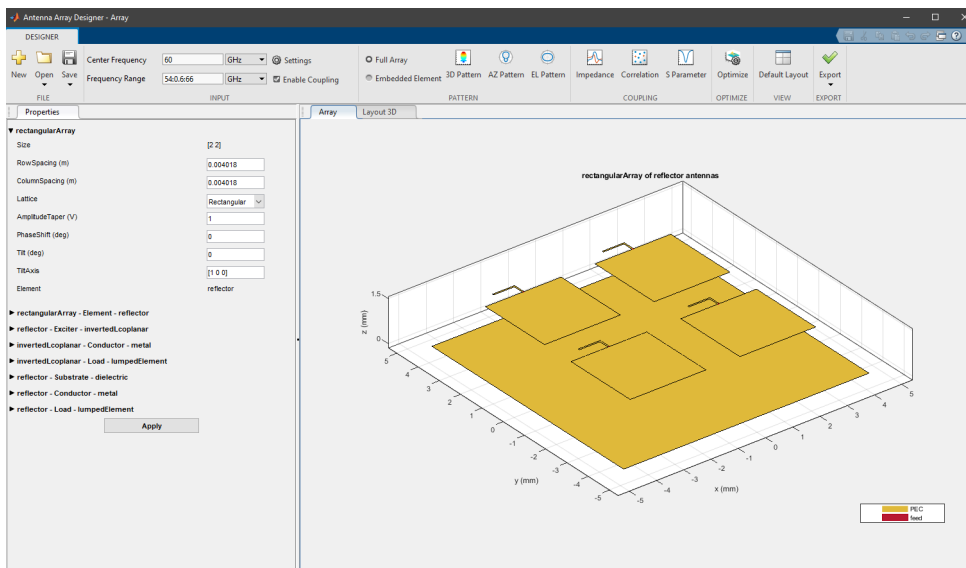 Antenna Array Designer - Array
DESIGNER
New Open Save
FILE
Center Frequency 60 GHz Settings
Frequency Range 54:0.6:66 GHz Enable Coupling
INPUT
Full Array
Embedded Element
3D Pattern AZ Pattern EL Pattern
PATTERN
Impedance Correlation S Parameter
COUPLING
Optimize
OPTIMIZE
Default Layout
VIEW
Export
EXPORT
Properties
rectangularArray
Size [2 2]
RowSpacing (m) 0.004018
ColumnSpacing (m) 0.004018
Lattice Rectangular
AmplitudeTaper (V) 1
PhaseShift (deg) 0
Tilt (deg) 0
TiltAxis [1 0 0]
Element reflector
rectangularArray - Element - reflector
reflector - Exciter - invertedLcoplanar
invertedLcoplanar - Conductor - metal
invertedLcoplanar - Load - lumpedElement
reflector - Substrate - dielectric
reflector - Conductor - metal
reflector - Load - lumpedElement
Apply
Array Layout 3D
rectangularArray of reflector antennas
1.5
0
z (mm)
5
4
3
2
1
0
-1
-2
-3
-4
-5
y (mm)
-5
-4
-3
-2
-1
0
1
2
3
4
5
x (mm)
PEC
feed